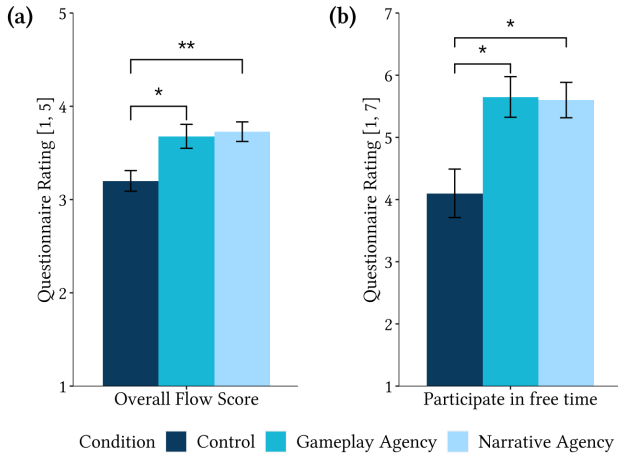 (a)
Questionnaire Rating [1, 5]
5
4
3
2
1
*
**
Overall Flow Score
(b)
Questionnaire Rating [1, 7]
7
6
5
4
3
2
1
*
*
Participate in free time
Condition Control Gameplay Agency Narrative Agency